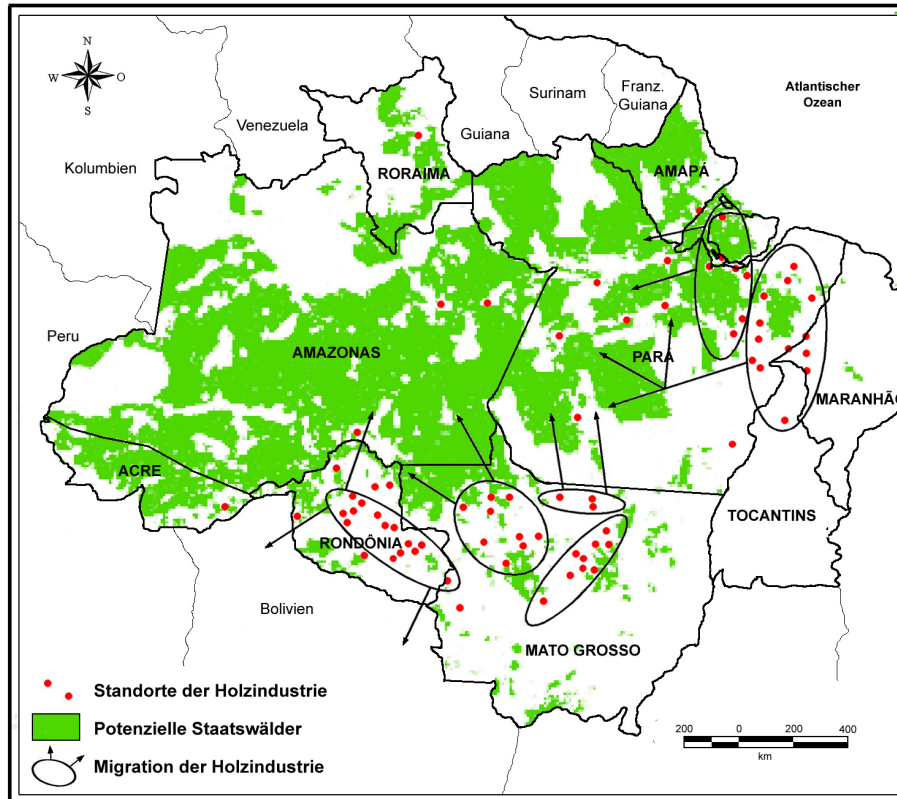 N
W
O
S
Atlantischer
Ozean
Franz.
Guiana
Surinam
Venezuela
Guiana
Kolumbien
RORAIMA
AMAPÁ
Peru
AMAZONAS
PARÁ
MARANHÃO
ACRE
TOCANTINS
RONDÔNIA
Bolivien
MATO GROSSO
Standorte der Holzindustrie
Potenzielle Staatswälder
Migration der Holzindustrie
200 0 200 400
km